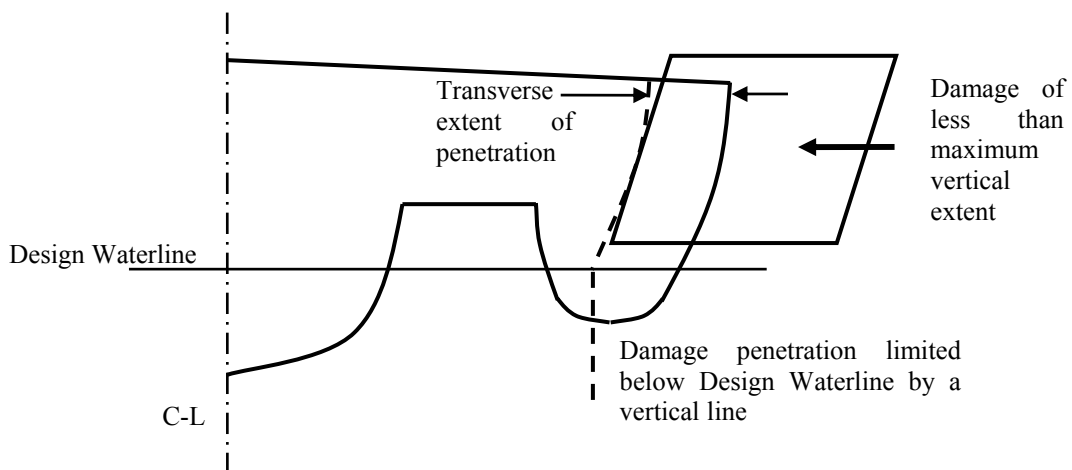 Transverse
extent of
penetration
Damage of
less than
maximum
vertical
extent
Design Waterline
Damage penetration limited
below Design Waterline by a
vertical line
C-L